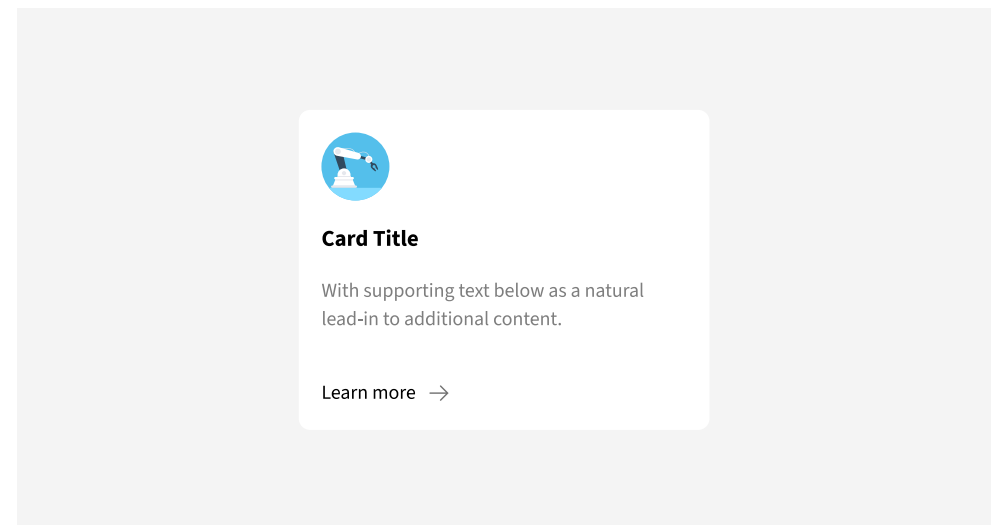 Card Title
With supporting text below as a natural
lead-in to additional content.
Learn more